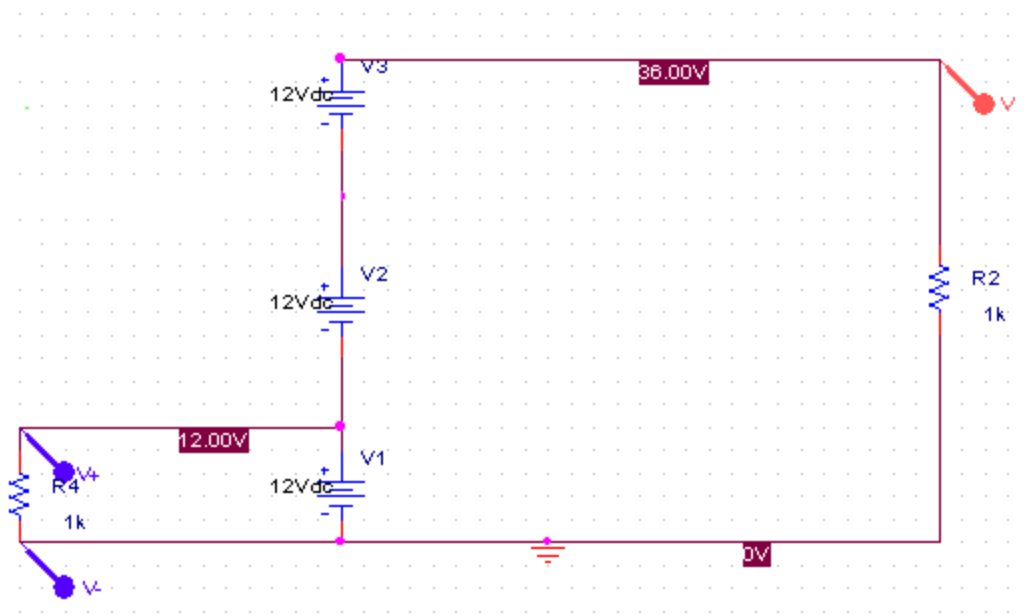 V3
36.00V
+
12Vdc
V
-
V2
+
12Vdc
R2
-
1k
12.00V
V1
V+
+
R4
12Vdc
-
1k
0V
V-